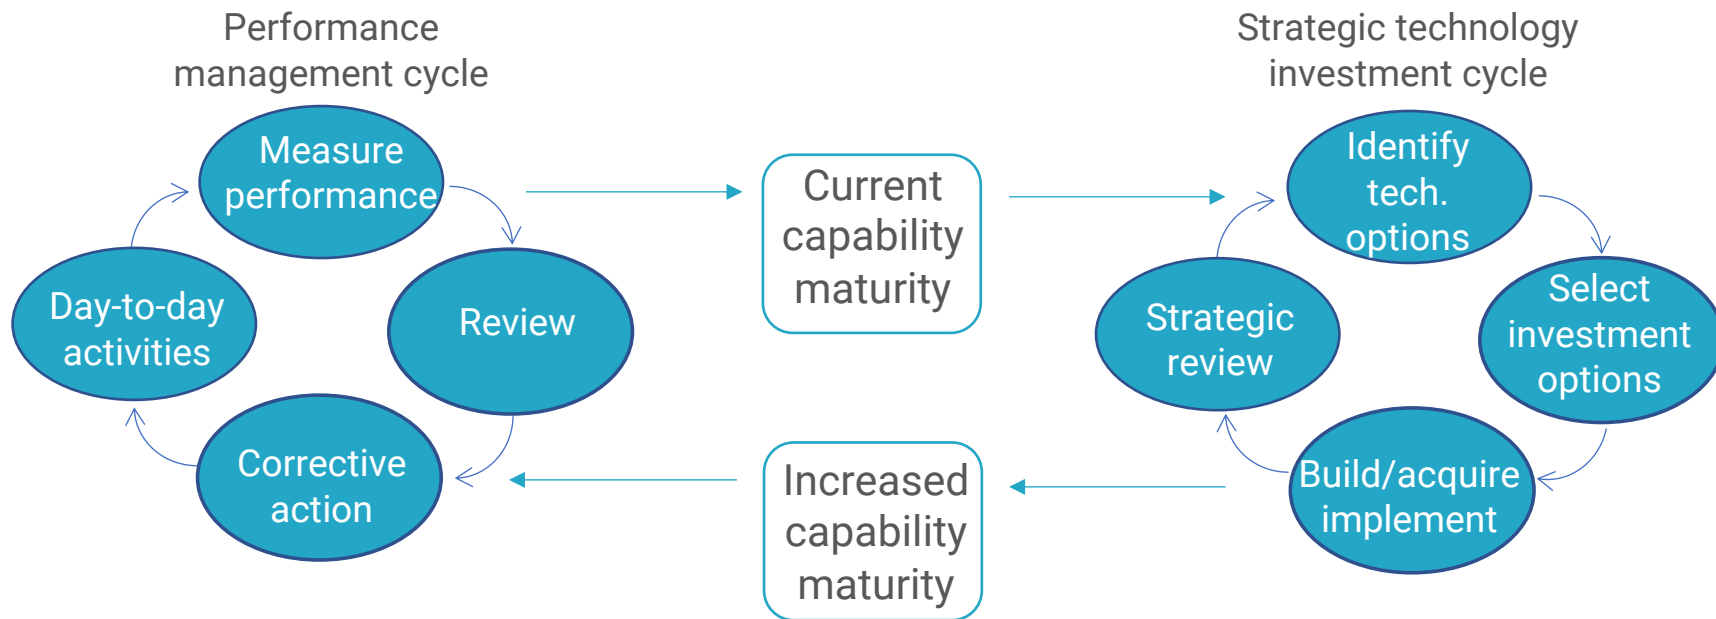 Performance
management cycle
Strategic technology
investment cycle
Measure
performance
Review
Corrective
action
Day-to-day
activities
Current
capability
maturity
Increased
capability
maturity
Identify
tech.
options
Select
investment
options
Build/acquire
implement
Strategic
review